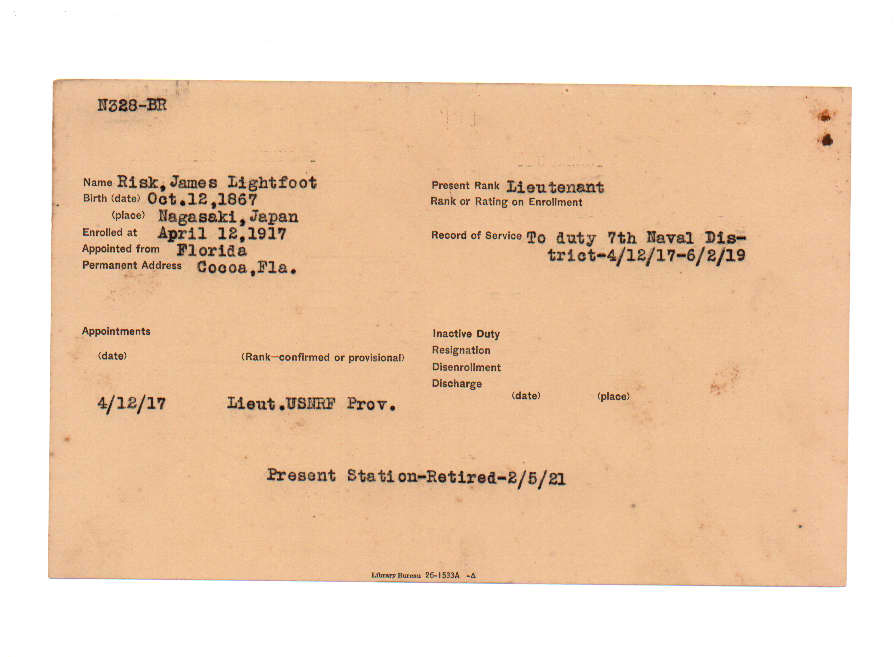 N328-BR
Name Risk,James Lightfoot
Birth (date) Oct.12,1867
(place) Nagasaki,Japan
Enrolled at April 12,1917
Appointed from Florida
Permanent Address Cocoa,Fla.
Present Rank Lieutenant
Rank or Rating on Enrollment
Record of Service To duty 7th Naval Dis-
trict-4/12/17-6/2/19
Appointments
(date) (Rank—confirmed or provisional)
4/12/17 Lieut.USNRF Prov.
Inactive Duty
Resignation
Disenrollment
Discharge
(date) (place)
Present Station-Retired-2/5/21
Library Bureau 26-1533A -A